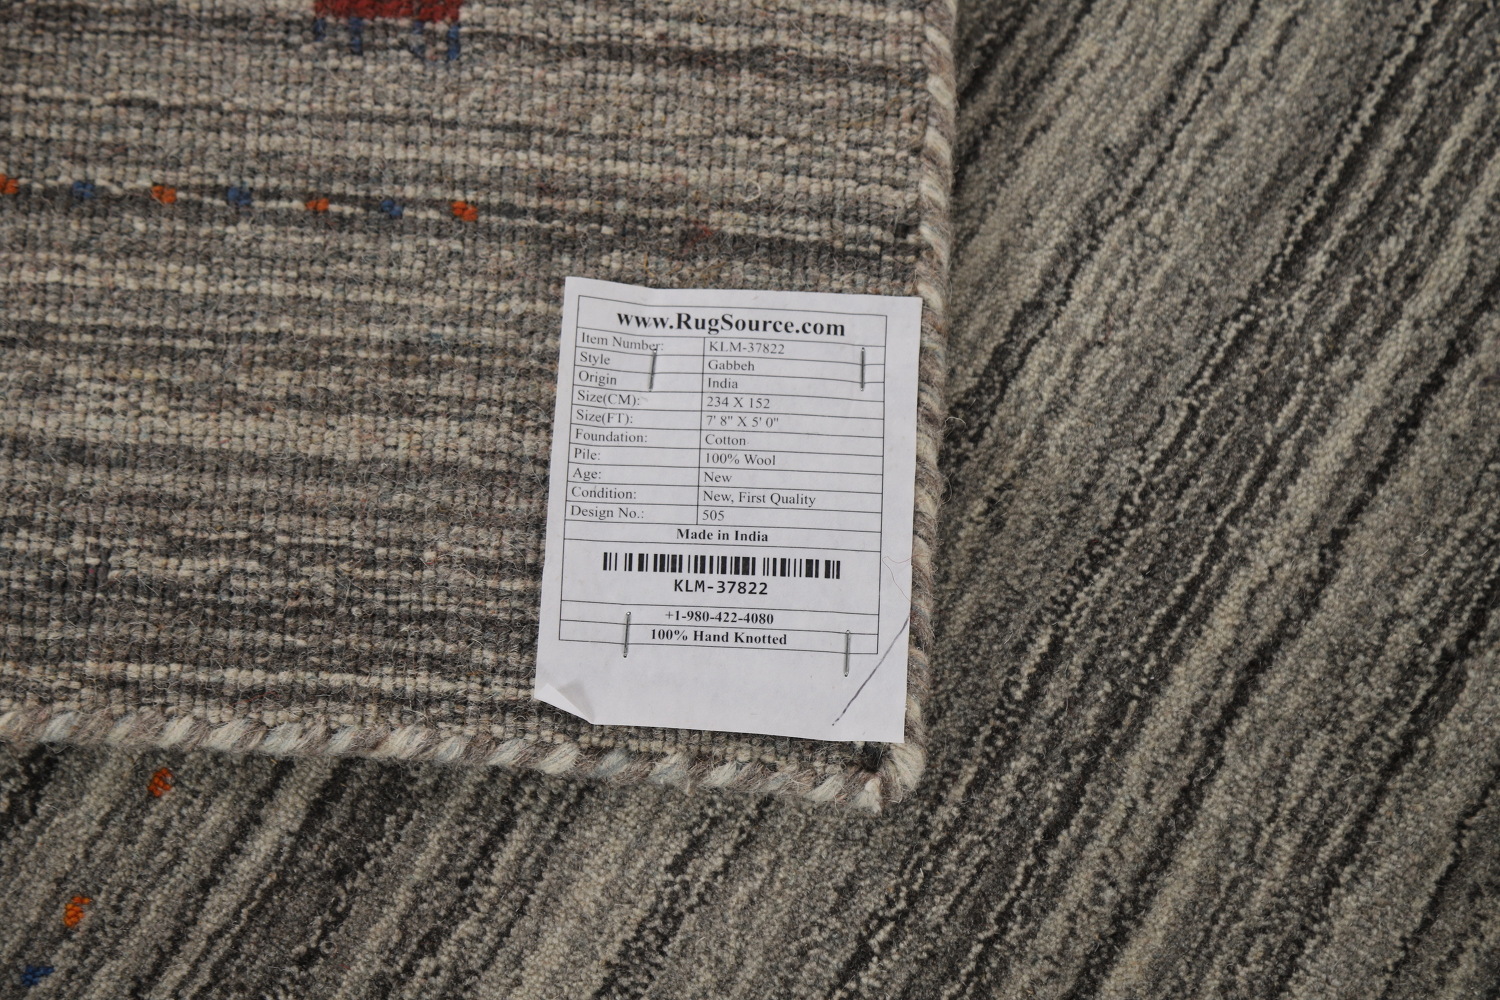 www.RugSource.com
Item Number: KLM-37822
Style Gabbeh
Origin India
Size(CM): 234 X 152
Size(FT): 7' 8" X 5' 0"
Foundation: Cotton
Pile: 100% Wool
Age: New
Condition: New, First Quality
Design No.: 505
Made in India
KLM-37822
+1-980-422-4080
100% Hand Knotted